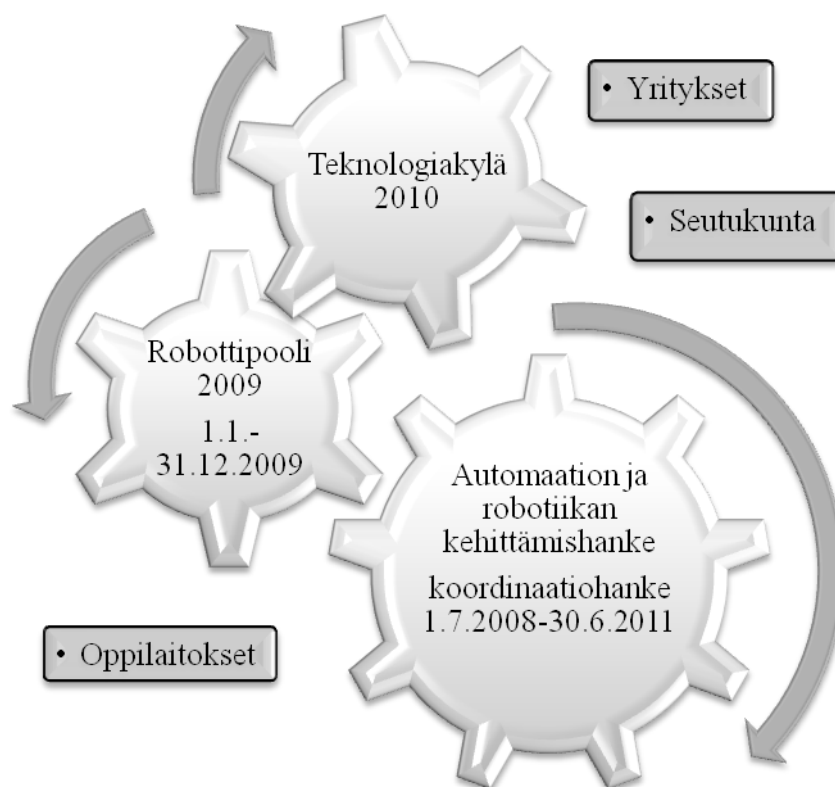 • Yritykset
Teknologiakylä
2010
• Seutukunta
Robottipooli
2009
1.1.-
31.12.2009
Automaation ja
robotiikan
kehittämishanke
koordinaatiohanke
1.7.2008-30.6.2011
• Oppilaitokset